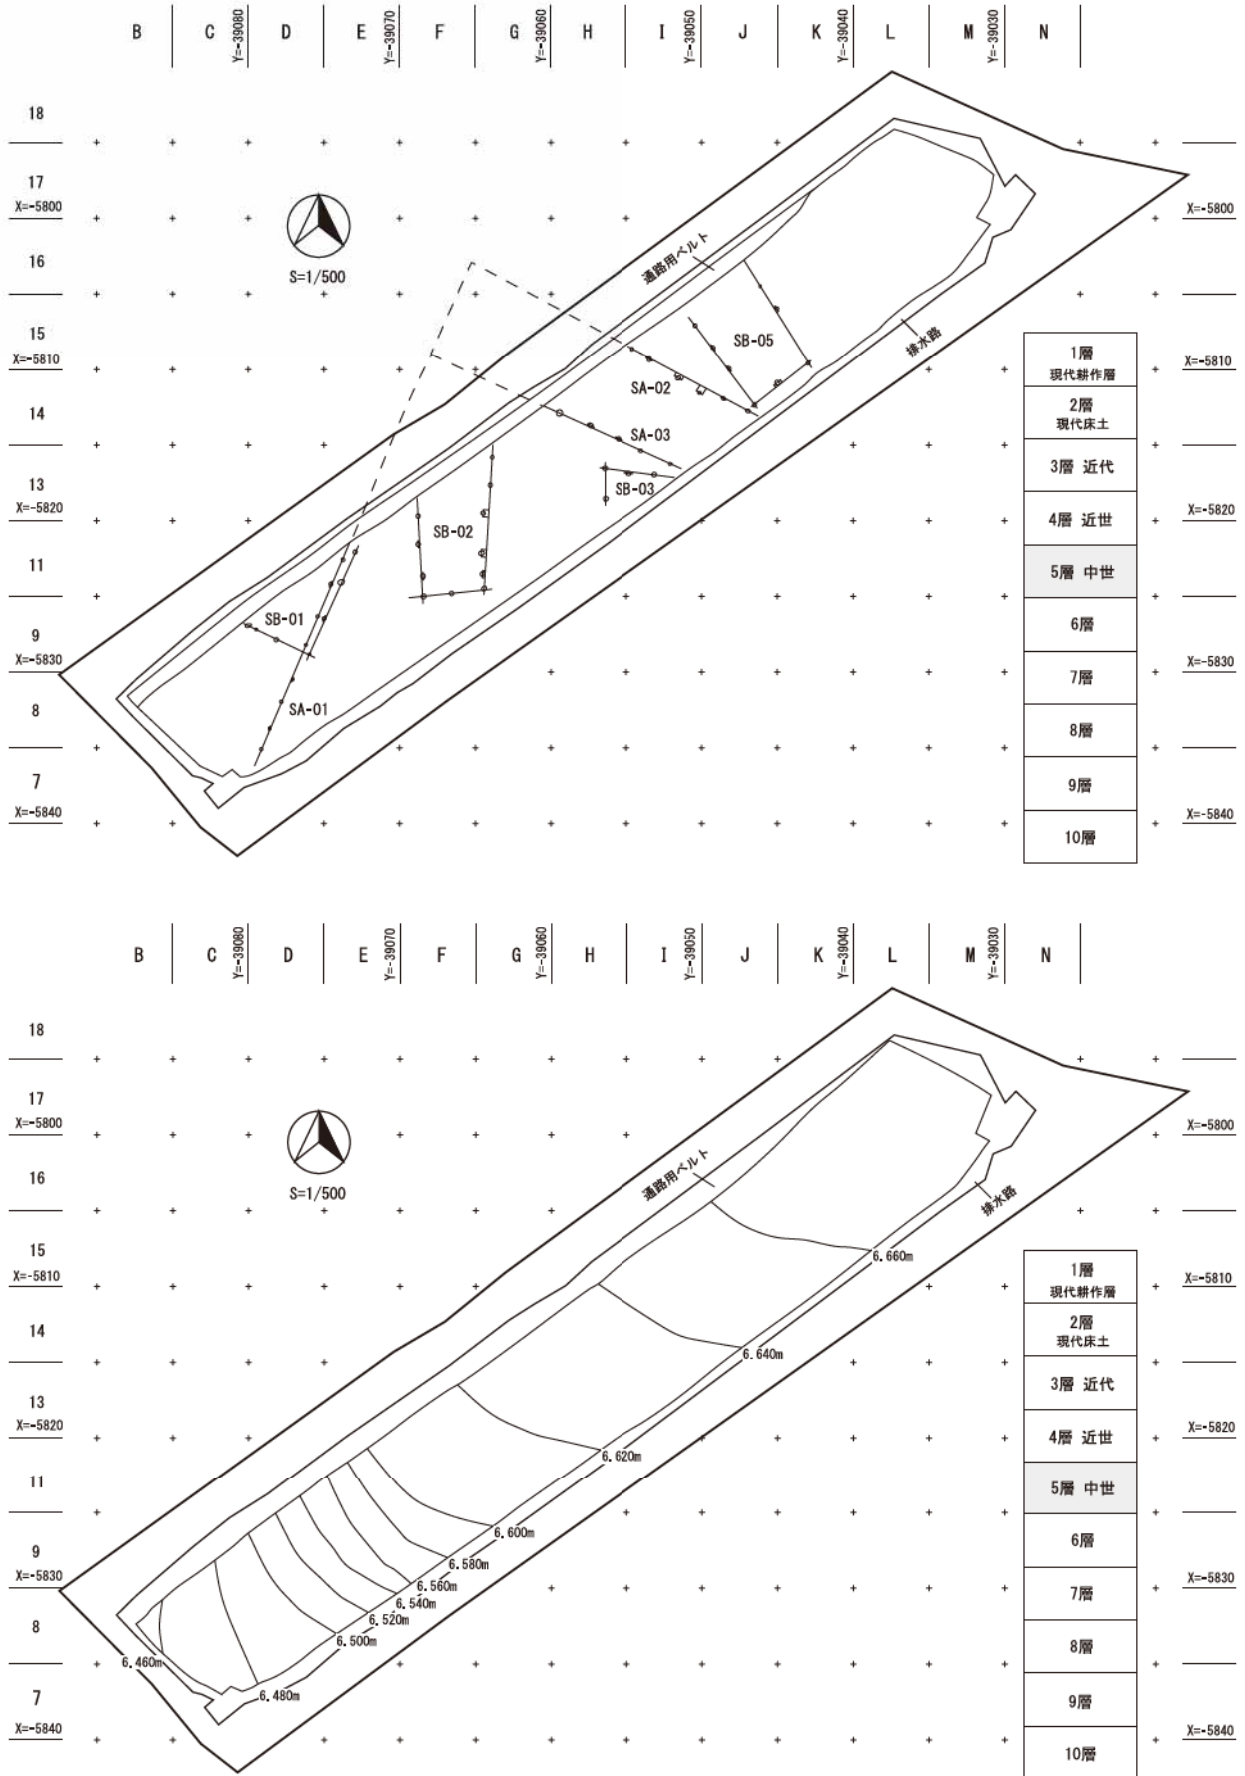 B C Y=-39080 D E Y=-39070 F G Y=-39060 H I Y=-39050 J K Y=-39040 L M Y=-39030 N
18
17
X=-5800 X=-5800
16
S=1/500
通路用ベルト
15
X=-5810 X=-5810
排水路
SB-05
SA-02
14
SA-03
13
SB-03
X=-5820 X=-5820
SB-02
11
9
SB-01
X=-5830 X=-5830
8
SA-01
7
X=-5840 X=-5840
1層
現代耕作層
2層
現代床土
3層 近代
4層 近世
5層 中世
6層
7層
8層
9層
10層
B C Y=-39080 D E Y=-39070 F G Y=-39060 H I Y=-39050 J K Y=-39040 L M Y=-39030 N
18
17
X=-5800 X=-5800
16
S=1/500
通路用ベルト
排水路
15
X=-5810 X=-5810
6.660m
14
6.640m
13
X=-5820 X=-5820
6.620m
11
6.600m
9
6.580m
X=-5830 X=-5830
6.560m
6.540m
6.520m
8
6.500m
6.460m
6.480m
7
X=-5840 X=-5840
1層
現代耕作層
2層
現代床土
3層 近代
4層 近世
5層 中世
6層
7層
8層
9層
10層